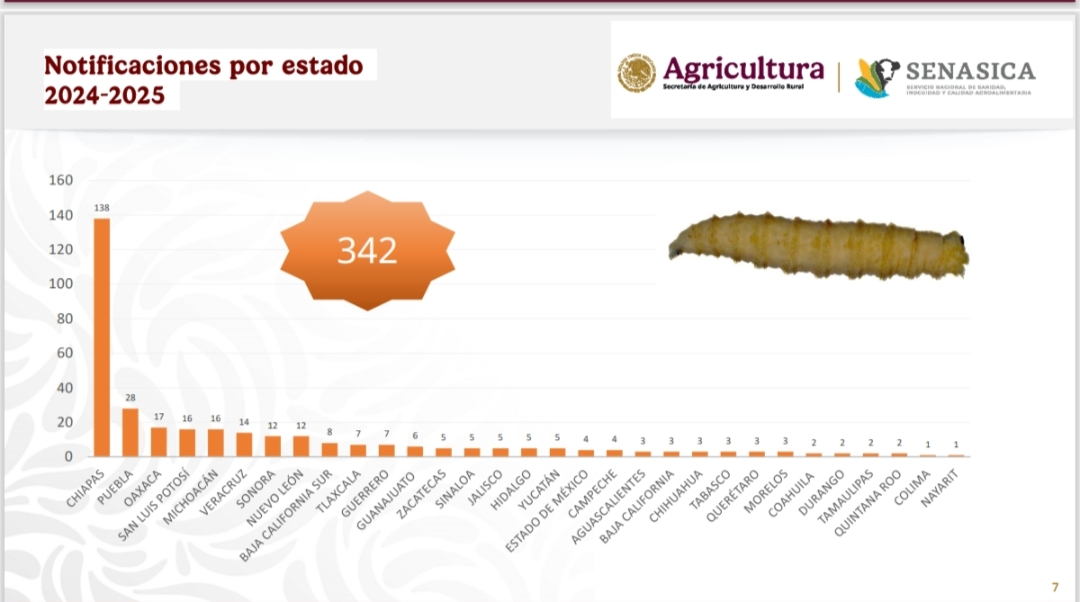 Notificaciones por estado
2024-2025
Agricultura
Secretaría de Agricultura y Desarrollo Rural
SENASICA
SERVICIO NACIONAL DE SANIDAD,
INOCUIDAD Y CALIDAD AGROALIMENTARIA
342
160
140
120
100
80
60
40
20
0
138
28
17
16
16
14
12
12
8
7
7
6
5
5
5
5
5
4
4
3
3
3
3
3
3
2
2
2
2
1
1
CHIAPAS
PUEBLA
OAXACA
SAN LUIS POTOSÍ
MICHOACÁN
VERACRUZ
SONORA
NUEVO LEÓN
BAJA CALIFORNIA SUR
TLAXCALA
GUERRERO
GUANAJUATO
ZACATECAS
SINALOA
JALISCO
HIDALGO
YUCATÁN
ESTADO DE MÉXICO
CAMPECHE
AGUASCALIENTES
BAJA CALIFORNIA
CHIHUAHUA
TABASCO
QUERÉTARO
MORELOS
COAHUILA
DURANGO
TAMAULIPAS
QUINTANA ROO
COLIMA
NAYARIT
7